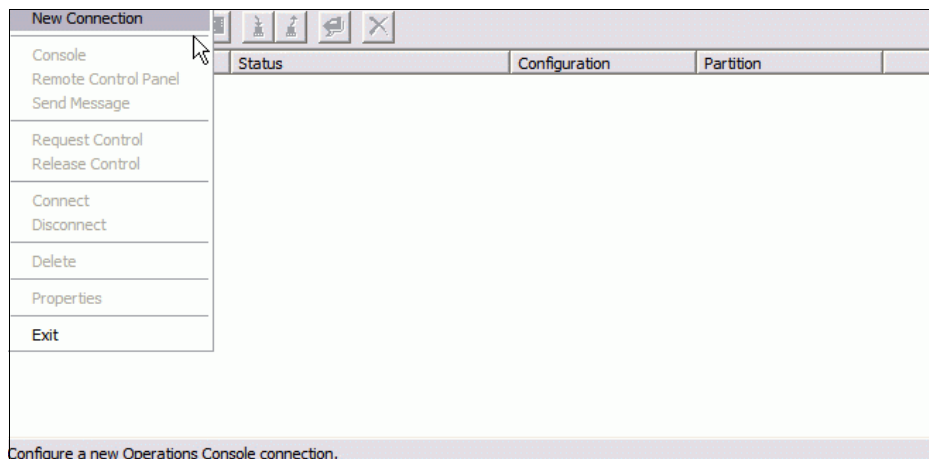 New Connection
Console
Remote Control Panel
Send Message
Request Control
Release Control
Connect
Disconnect
Delete
Properties
Exit
Status Configuration Partition
Configure a new Operations Console connection.